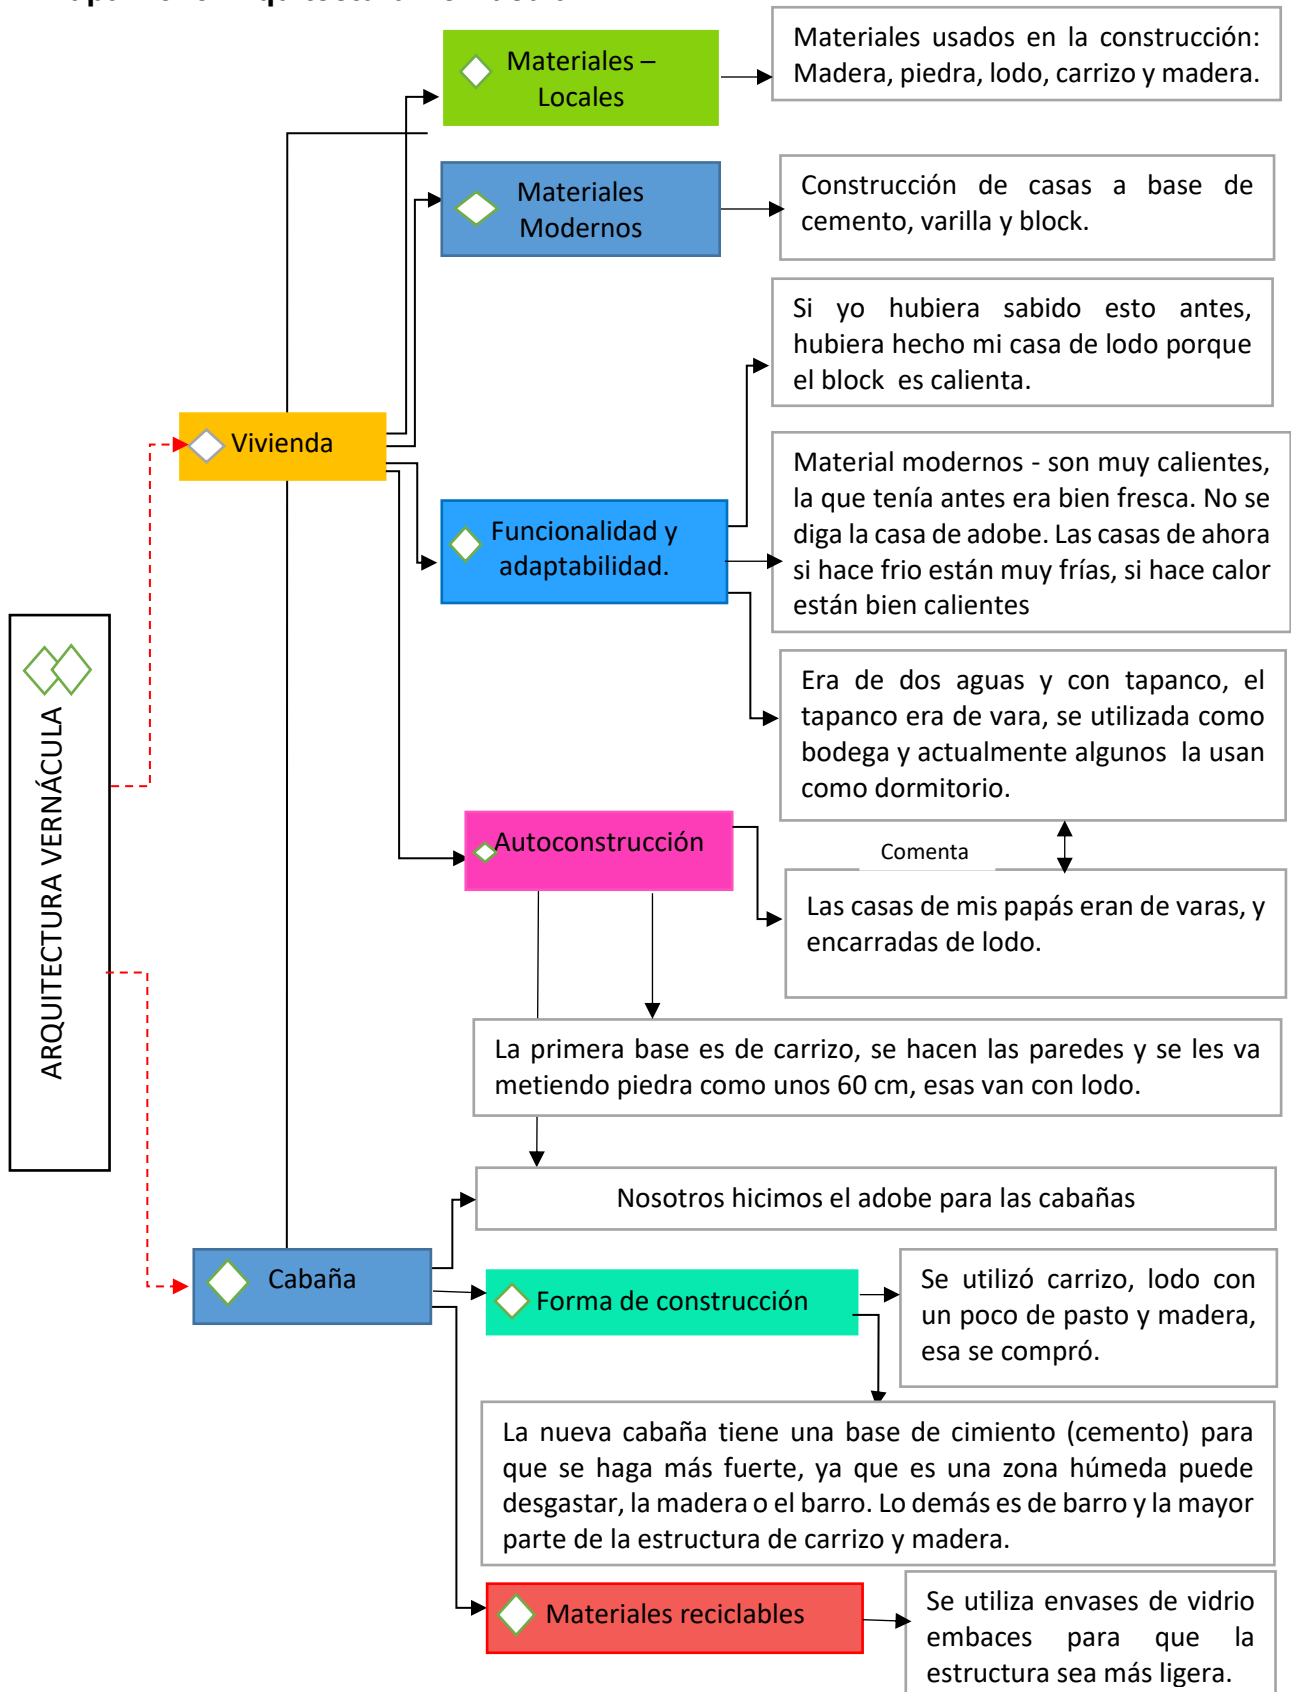 Materiales –
Locales
Materiales usados en la construcción:
Madera, piedra, lodo, carrizo y madera.
Materiales
Modernos
Construcción de casas a base de
cemento, varilla y block.
Si yo hubiera sabido esto antes,
hubiera hecho mi casa de lodo porque
el block es calienta.
Vivienda
Material modernos - son muy calientes,
la que tenía antes era bien fresca. No se
diga la casa de adobe. Las casas de ahora
si hace frio están muy frías, si hace calor
están bien calientes
Funcionalidad y
adaptabilidad.
ARQUITECTURA VERNÁCULA
Era de dos aguas y con tapanco, el
tapanco era de vara, se utilizada como
bodega y actualmente algunos la usan
como dormitorio.
Autoconstrucción
Comenta
Las casas de mis papás eran de varas, y
encarradas de lodo.
La primera base es de carrizo, se hacen las paredes y se les va
metiendo piedra como unos 60 cm, esas van con lodo.
Nosotros hicimos el adobe para las cabañas
Cabaña
Forma de construcción
Se utilizó carrizo, lodo con
un poco de pasto y madera,
esa se compró.
La nueva cabaña tiene una base de cimiento (cemento) para
que se haga más fuerte, ya que es una zona húmeda puede
desgastar, la madera o el barro. Lo demás es de barro y la mayor
parte de la estructura de carrizo y madera.
Materiales reciclables
Se utiliza envases de vidrio
embaces para que la
estructura sea más ligera.